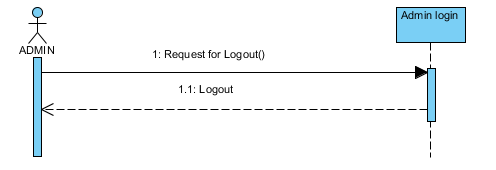 Admin login
ADMIN
1: Request for Logout()
1.1: Logout